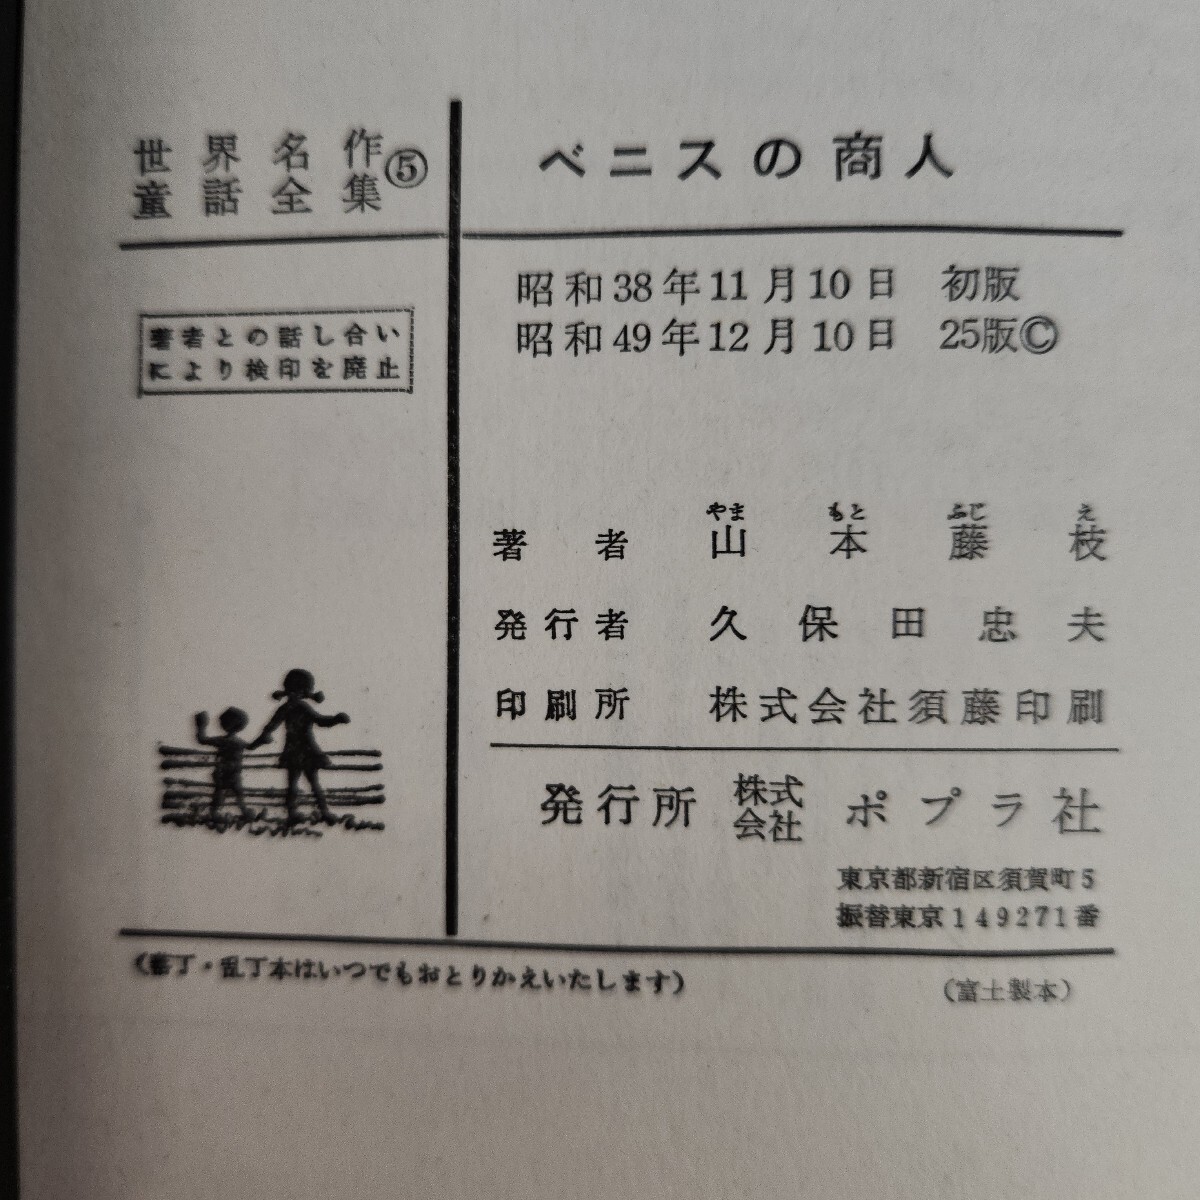 世界名作
童話全集⑤
ベニスの商人
昭和38年11月10日 初版
昭和49年12月10日 25版Ⓒ
著者との話し合い
により検印を廃止
やま もと ふじ え
著者 山本藤枝
発行者 久保田忠夫
印刷所 株式会社須藤印刷
発行所 株式会社 ポプラ社
東京都新宿区須賀町5
振替東京149271番
(落丁・乱丁本はいつでもおとりかえいたします)
(富士製本)